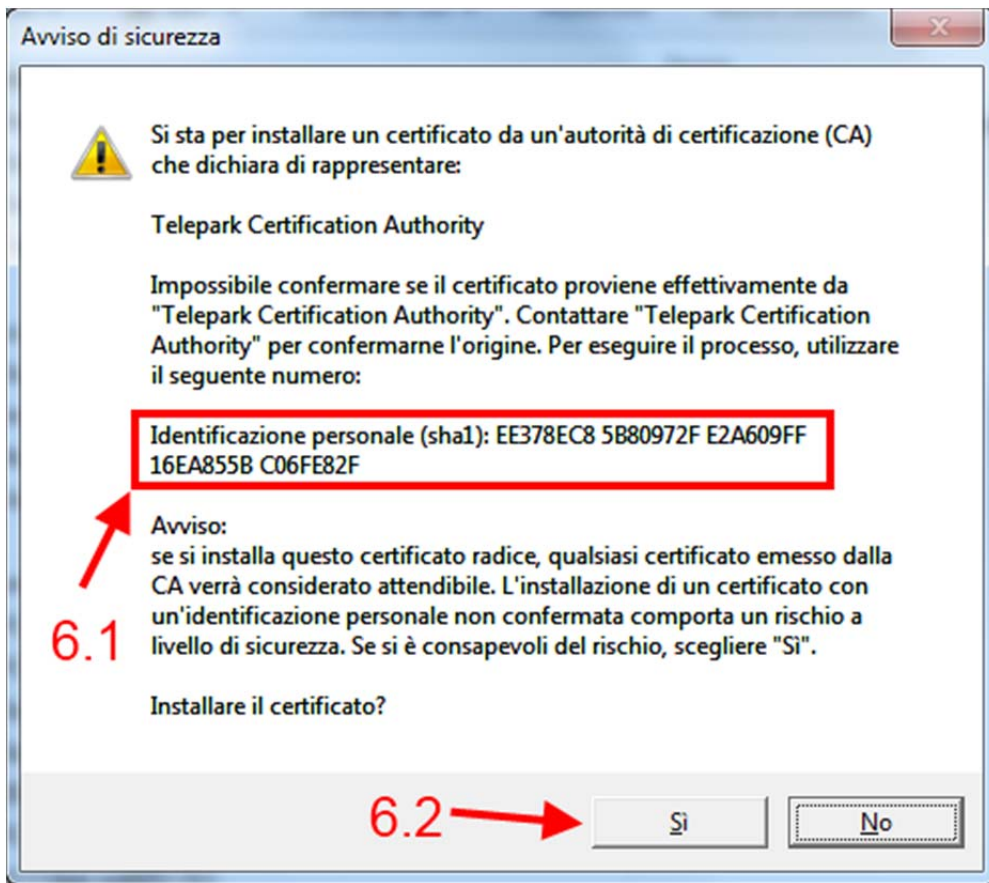 Avviso di sicurezza
Si sta per installare un certificato da un'autorità di certificazione (CA)
che dichiara di rappresentare:
Telepark Certification Authority
Impossibile confermare se il certificato proviene effettivamente da
"Telepark Certification Authority". Contattare "Telepark Certification
Authority" per confermarne l'origine. Per eseguire il processo, utilizzare
il seguente numero:
Identificazione personale (sha1): EE378EC8 5B80972F E2A609FF
16EA855B C06FE82F
Avviso:
se si installa questo certificato radice, qualsiasi certificato emesso dalla
CA verrà considerato attendibile. L'installazione di un certificato con
un'identificazione personale non confermata comporta un rischio a
livello di sicurezza. Se si è consapevoli del rischio, scegliere "Sì".
6.1
Installare il certificato?
6.2
Sì
No